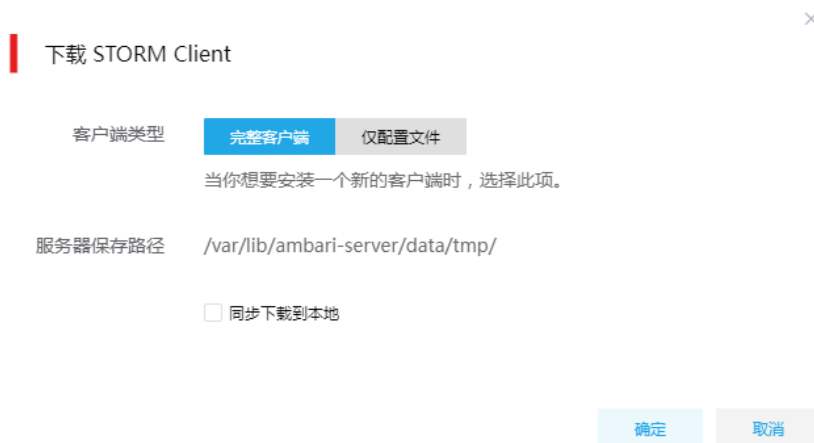 下载 STORM Client
客户端类型
完整客户端 仅配置文件
当你想要安装一个新的客户端时，选择此项。
服务器保存路径 /var/lib/ambari-server/data/tmp/
同步下载到本地
确定 取消